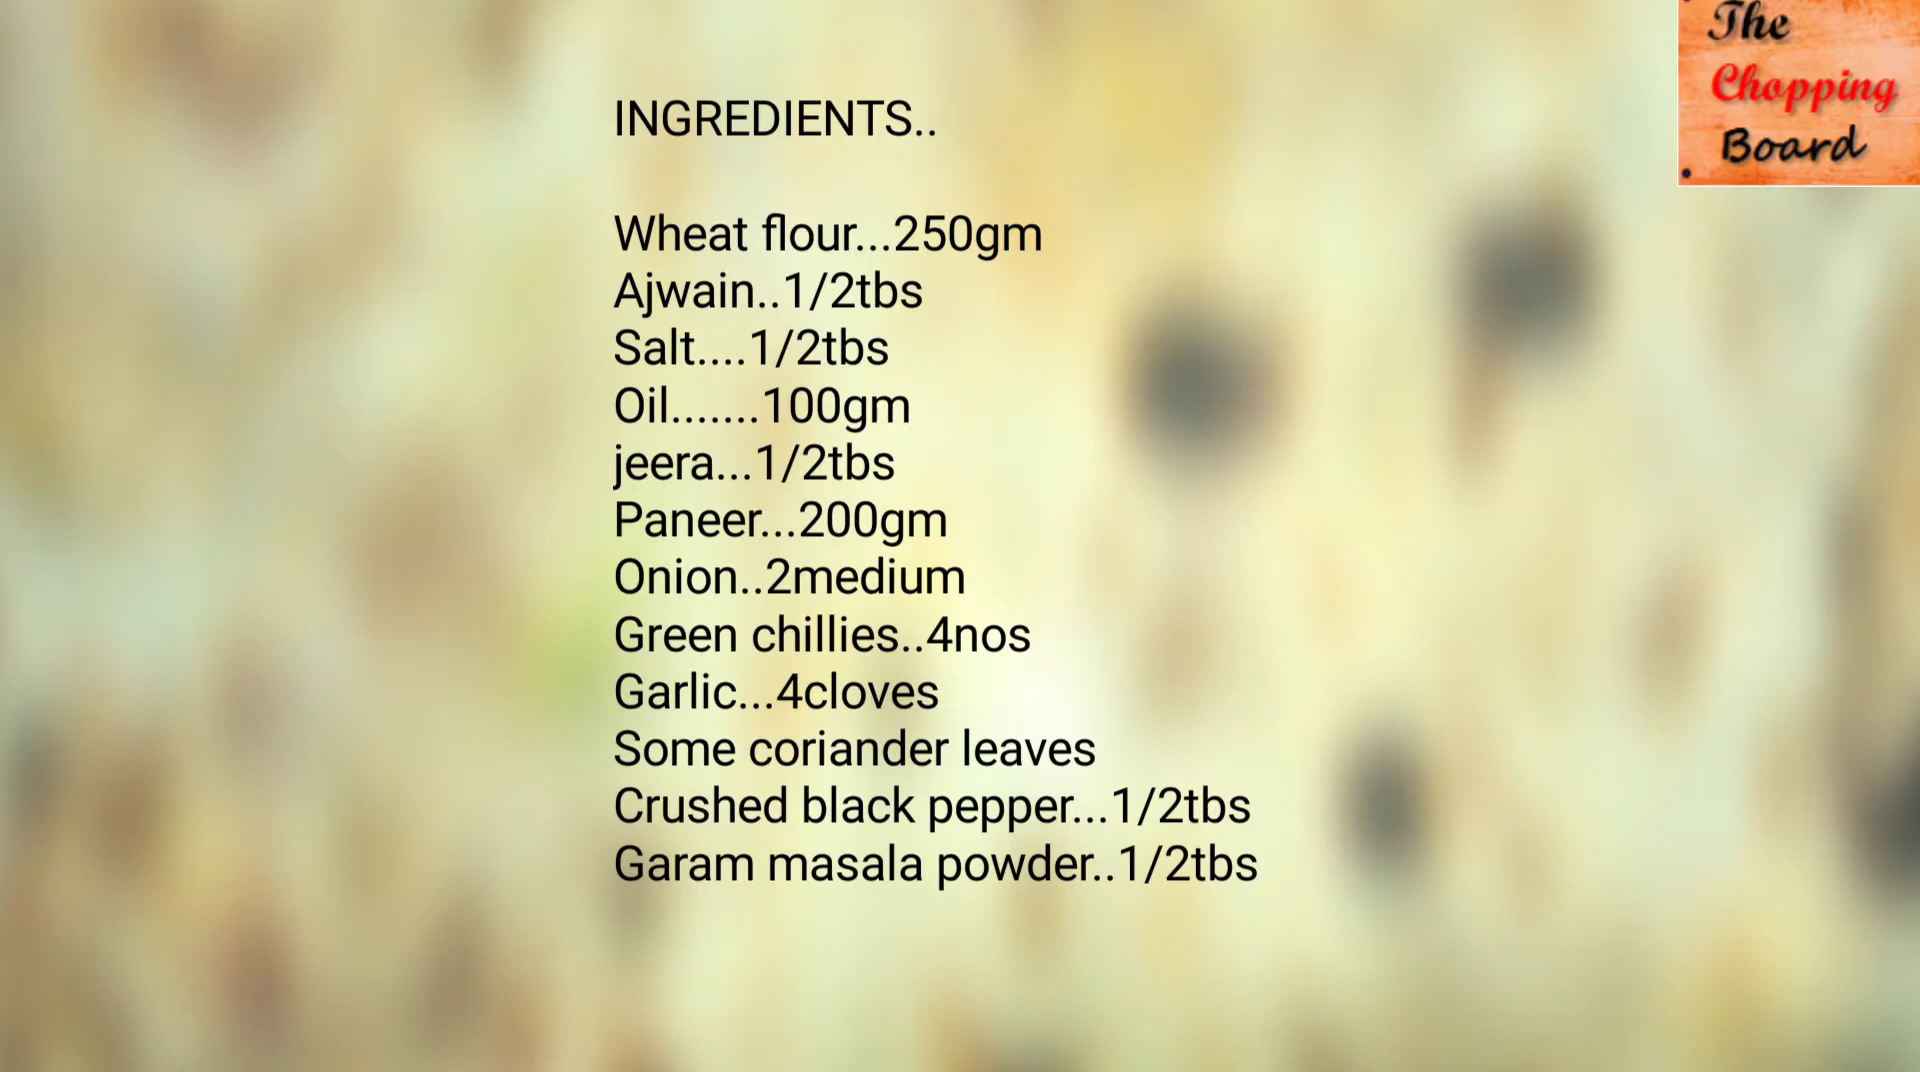 The
Chopping
Board
INGREDIENTS..
Wheat flour...250gm
Ajwain..1/2tbs
Salt....1/2tbs
Oil.......100gm
jeera...1/2tbs
Paneer...200gm
Onion..2medium
Green chillies..4nos
Garlic...4cloves
Some coriander leaves
Crushed black pepper...1/2tbs
Garam masala powder..1/2tbs